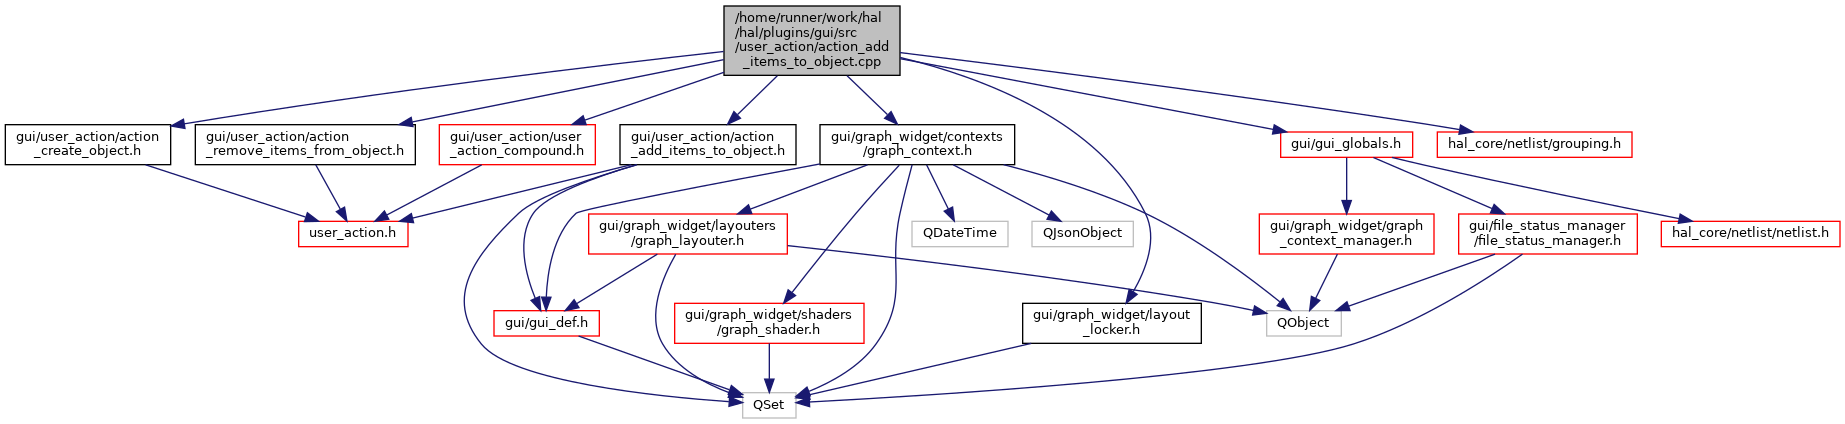 /home/runner/work/hal
/hal/plugins/gui/src
/user_action/action_add
_items_to_object.cpp
gui/user_action/action
_create_object.h
gui/user_action/action
_remove_items_from_object.h
gui/user_action/user
_action_compound.h
gui/user_action/action
_add_items_to_object.h
gui/graph_widget/contexts
/graph_context.h
gui/gui_globals.h
hal_core/netlist/grouping.h
user_action.h
gui/graph_widget/layouters
/graph_layouter.h
QDateTime
QJsonObject
gui/graph_widget/graph
_context_manager.h
gui/file_status_manager
/file_status_manager.h
hal_core/netlist/netlist.h
gui/gui_def.h
gui/graph_widget/shaders
/graph_shader.h
gui/graph_widget/layout
_locker.h
QObject
QSet